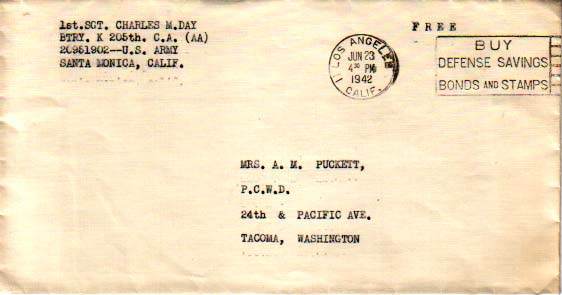 1st.SGT. CHARLES M.DAY
BTRY. K 205th. C.A. (AA)
20951902--U.S. ARMY
SANTA MONICA, CALIF.
FREE
LOS ANGELES
11
JUN 23
4 30 PM
1942
CALIF.
BUY
DEFENSE SAVINGS
BONDS AND STAMPS
MRS. A. M. PUCKETT,
P.C.W.D.
24th & PACIFIC AVE.
TACOMA, WASHINGTON